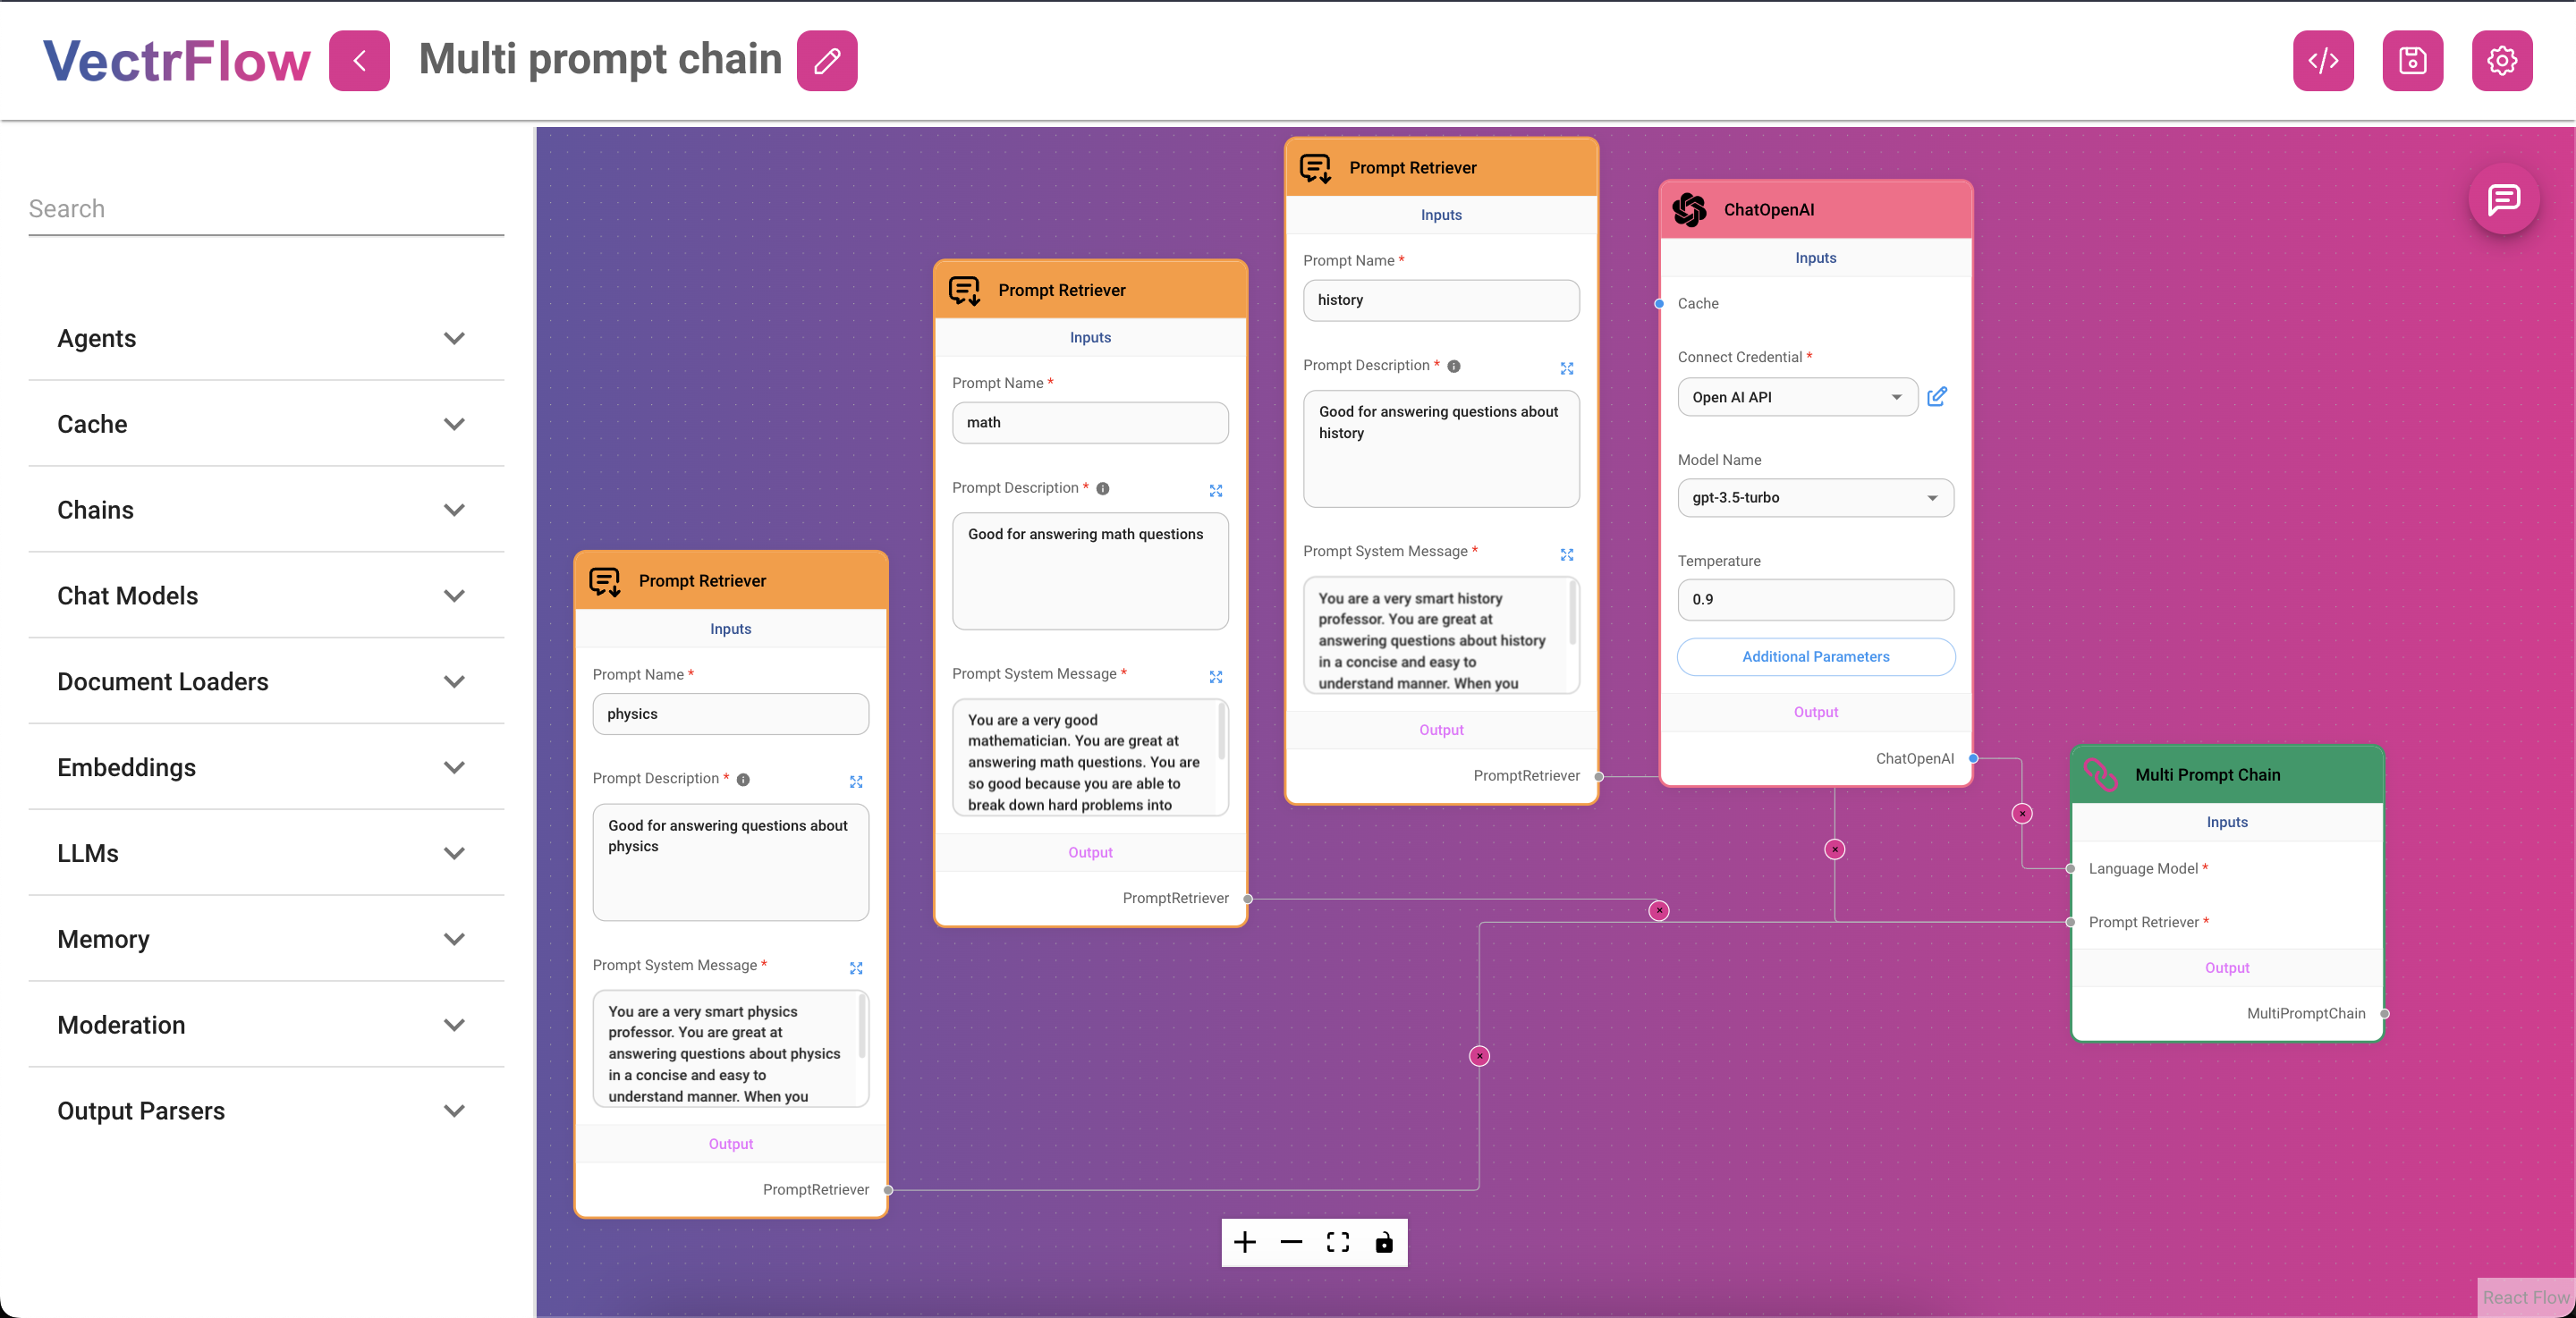 VectrFlow
Multi prompt chain
Search
Agents
Cache
Chains
Chat Models
Document Loaders
Embeddings
LLMs
Memory
Moderation
Output Parsers
Prompt Retriever
Inputs
Prompt Name *
physics
Prompt Description *
Good for answering questions about
physics
Prompt System Message *
You are a very smart physics
professor. You are great at
answering questions about physics
in a concise and easy to
understand manner. When you
Output
PromptRetriever
Prompt Retriever
Inputs
Prompt Name *
math
Prompt Description *
Good for answering math questions
Prompt System Message *
You are a very good
mathematician. You are great at
answering math questions. You are
so good because you are able to
break down hard problems into
Output
PromptRetriever
Prompt Retriever
Inputs
Prompt Name *
history
Prompt Description *
Good for answering questions about
history
Prompt System Message *
You are a very smart history
professor. You are great at
answering questions about history
in a concise and easy to
understand manner. When you
Output
PromptRetriever
ChatOpenAI
Inputs
Cache
Connect Credential *
Open AI API
Model Name
gpt-3.5-turbo
Temperature
0.9
Additional Parameters
Output
ChatOpenAI
Multi Prompt Chain
Inputs
Language Model *
Prompt Retriever *
Output
MultiPromptChain
React Flow